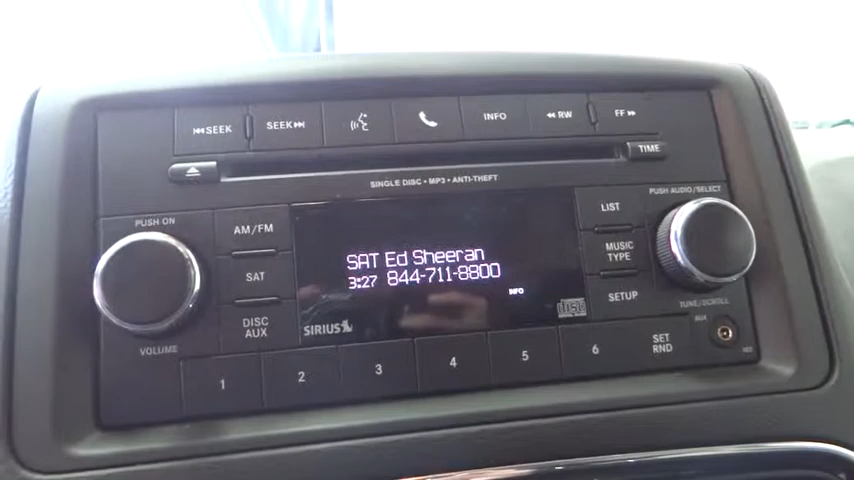 SEEK
SEEK
INFO
RW
FF
TIME
SINGLE DISC • MP3 • ANTI-THEFT
PUSH ON
PUSH AUDIO/SELECT
AM/FM
SAT
DISC
AUX
VOLUME
SAT Ed Sheeran
3:27 844-711-8800
INFO
SIRIUS
disc
LIST
MUSIC
TYPE
SETUP
TUNE/SCROLL
AUX
1
2
3
4
5
6
SET
RND